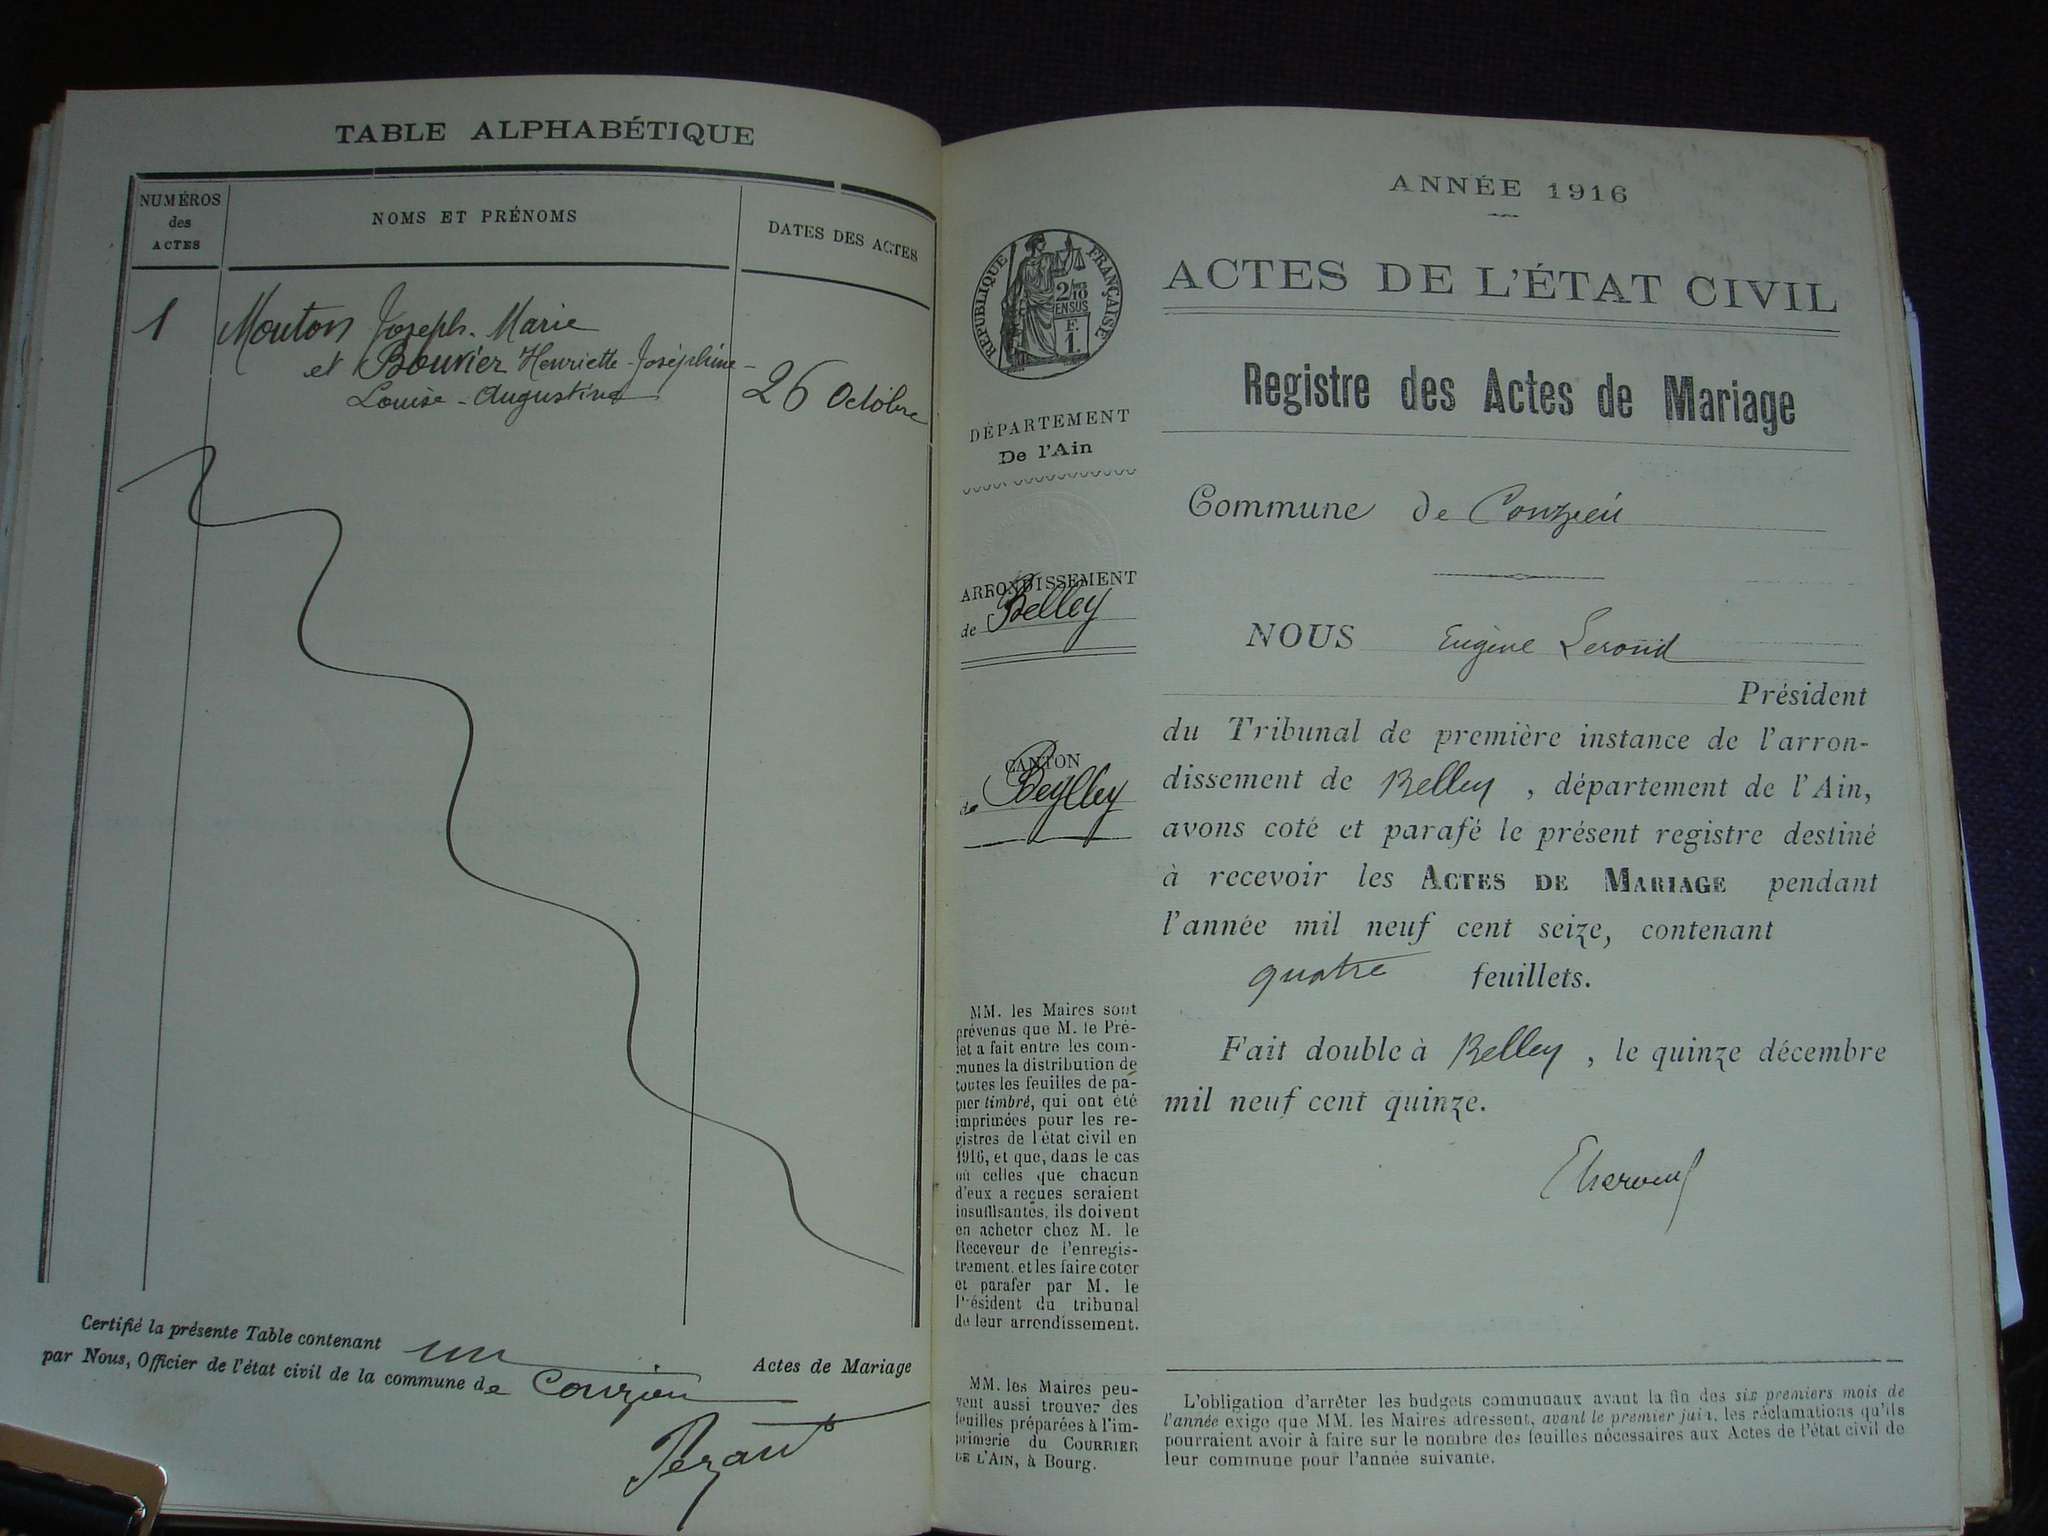 TABLE ALPHABÉTIQUE
NUMÉROS
des
ACTES
NOMS ET PRÉNOMS
DATES DES ACTES
1
Mouton Joseph-Marie
et Bouvier Henriette-Joséphine-
Louise-Augustine
26 Octobre
Certifié la présente Table contenant un Actes de Mariage
par Nous, Officier de l'état civil de la commune de Conzieu
ANNÉE 1916
RÉPUBLIQUE FRANÇAISE
2/10
EN SUS
F.
1.
ACTES DE L'ÉTAT CIVIL
Registre des Actes de Mariage
DÉPARTEMENT
De l'Ain
ARRONDISSEMENT
de Belley
CANTON
de Beylley
MM. les Maires sont
prévenus que M. le Pré-
fet a fait entre les com-
munes la distribution de
toutes les feuilles de pa-
pier timbré, qui ont été
imprimées pour les re-
gistres de l'état civil en
1916, et que, dans le cas
où celles que chacun
d'eux a reçues seraient
insuffisantes, ils doivent
en acheter chez M. le
Receveur de l'enregis-
trement, et les faire coter
et parafer par M. le
Président du tribunal
de leur arrondissement.
MM. les Maires peu-
vent aussi trouver des
feuilles préparées à l'im-
primerie du COURRIER
DE L'AIN, à Bourg.
Commune de Conzieu
NOUS Eugène
Président
du Tribunal de première instance de l'arron-
dissement de Belley, département de l'Ain,
avons coté et parafé le présent registre destiné
à recevoir les ACTES DE MARIAGE pendant
l'année mil neuf cent seize, contenant
quatre feuillets.
Fait double à Belley, le quinze décembre
mil neuf cent quinze.
L'obligation d'arrêter les budgets communaux avant la fin des six premiers mois de
l'année exige que MM. les Maires adressent, avant le premier juin, les réclamations qu'ils
pourraient avoir à faire sur le nombre des feuilles nécessaires aux Actes de l'état civil de
leur commune pour l'année suivante.